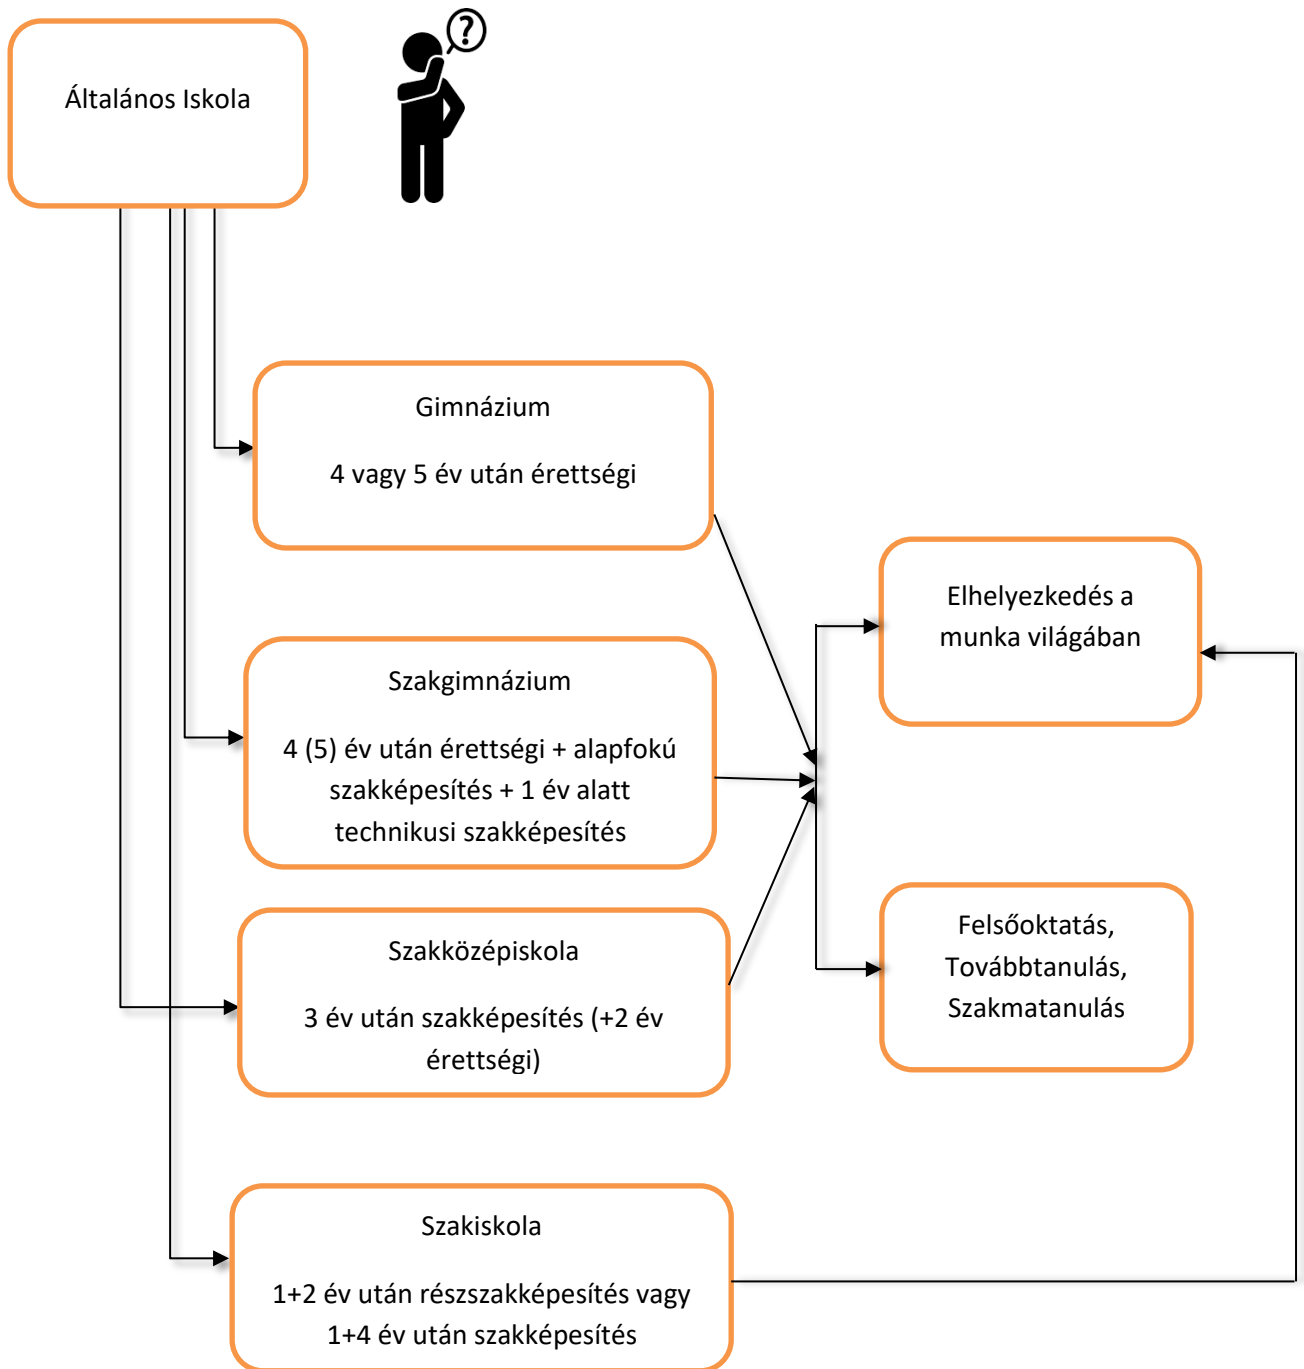 Általános Iskola
?
Gimnázium
4 vagy 5 év után érettségi
Szakgimnázium
4 (5) év után érettségi + alapfokú
szakképesítés + 1 év alatt
technikusi szakképesítés
Szakközépiskola
3 év után szakképesítés (+2 év
érettségi)
Szakiskola
1+2 év után részszakképesítés vagy
1+4 év után szakképesítés
Elhelyezkedés a
munka világában
Felsőoktatás,
Továbbtanulás,
Szakmatanulás